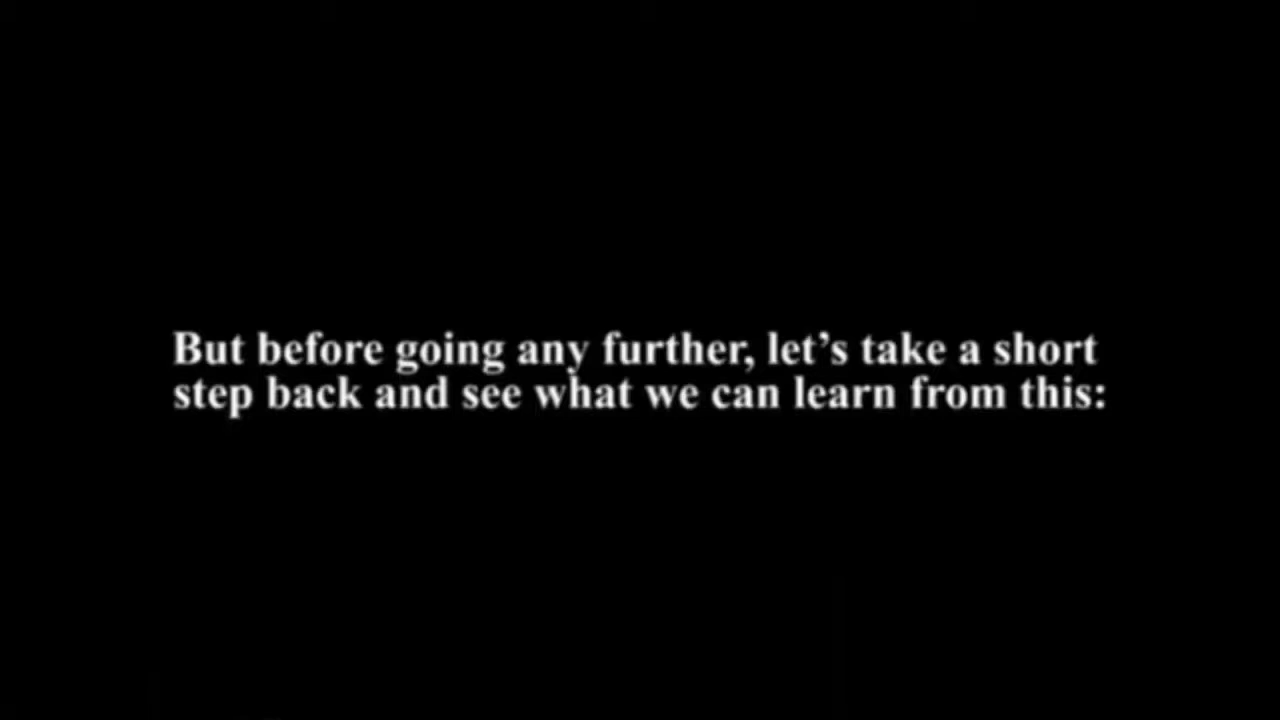 But before going any further, let’s take a short
step back and see what we can learn from this: